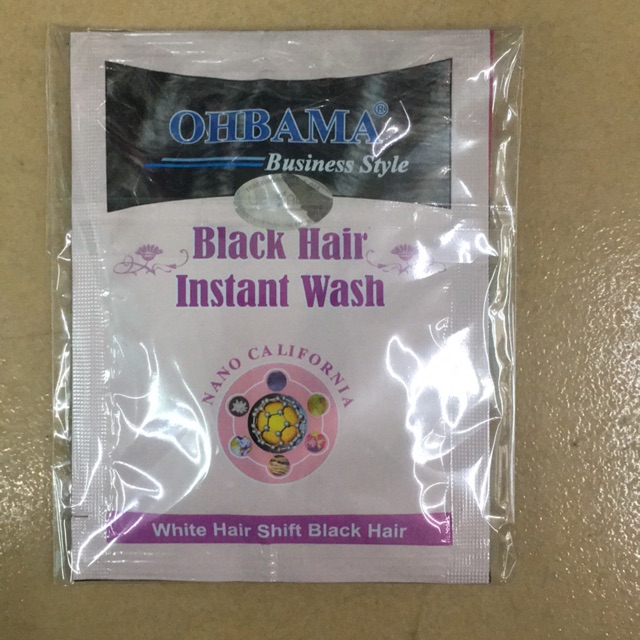 OHBAMA®
Business Style
Black Hair
Instant Wash
NANO CALIFORNIA
White Hair Shift Black Hair